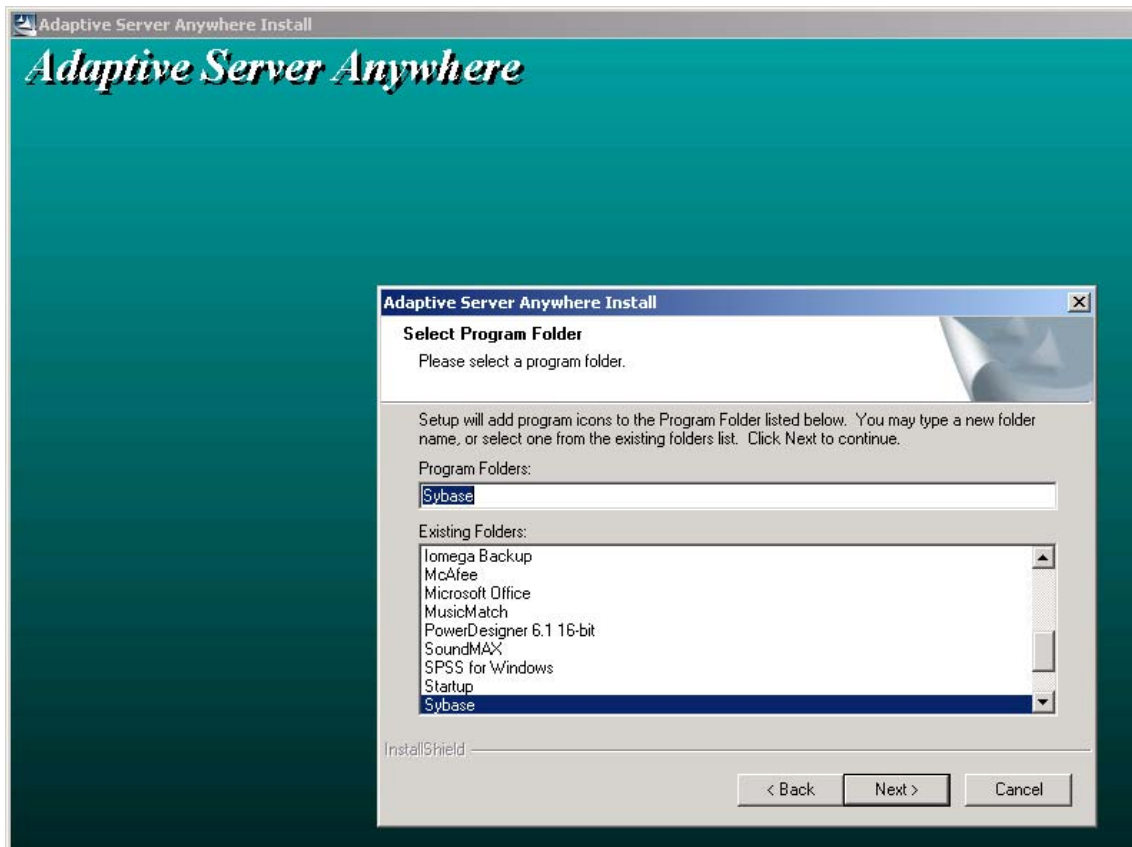 Adaptive Server Anywhere Install
Adaptive Server Anywhere
Adaptive Server Anywhere Install
Select Program Folder
Please select a program folder.
Setup will add program icons to the Program Folder listed below. You may type a new folder
name, or select one from the existing folders list. Click Next to continue.
Program Folders:
Sybase
Existing Folders:
Iomega Backup
McAfee
Microsoft Office
MusicMatch
PowerDesigner 6.1 16-bit
SoundMAX
SPSS for Windows
Startup
Sybase
InstallShield
< Back Next > Cancel